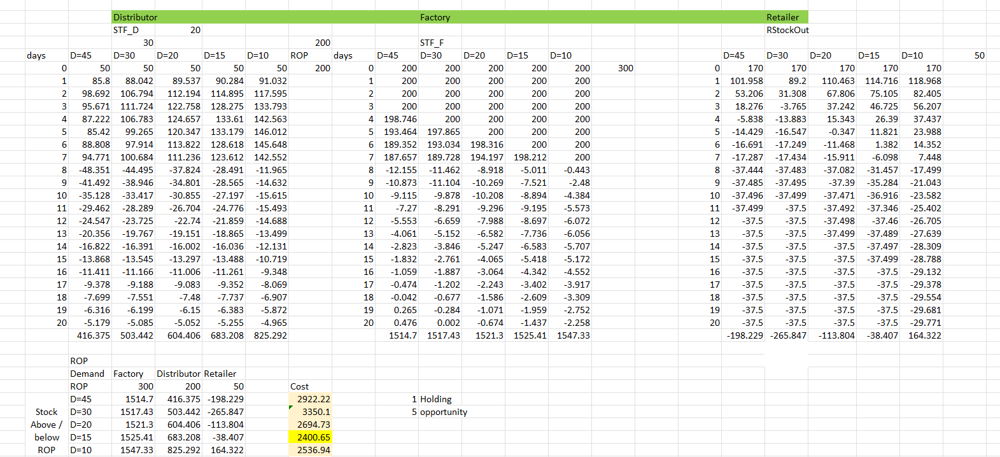 Distributor Factory Retailer
STF_D 20 RStockOut
30 200 STF_F
days D=45 D=30 D=20 D=15 D=10 ROP days D=45 D=30 D=20 D=15 D=10 D=45 D=30 D=20 D=15 D=10 50
0 50 50 50 50 50 200 0 200 200 200 200 200 300 0 170 170 170 170 170
1 85.8 88.042 89.537 90.284 91.032 1 200 200 200 200 200 1 101.958 89.2 110.463 114.716 118.968
2 98.692 106.794 112.194 114.895 117.595 2 200 200 200 200 200 2 53.206 31.308 67.806 75.105 82.405
3 95.671 111.724 122.758 128.275 133.793 3 200 200 200 200 200 3 18.276 -3.765 37.242 46.725 56.207
4 87.222 106.783 124.657 133.61 142.563 4 198.746 200 200 200 200 4 -5.838 -13.883 15.343 26.39 37.437
5 85.42 99.265 120.347 133.179 146.012 5 193.464 197.865 200 200 200 5 -14.429 -16.547 -0.347 11.821 23.988
6 88.808 97.914 113.822 128.618 145.648 6 189.352 193.034 198.316 200 200 6 -16.691 -17.249 -11.468 1.382 14.352
7 94.771 100.684 111.236 123.612 142.552 7 187.657 189.728 194.197 198.212 200 7 -17.287 -17.434 -15.911 -6.098 7.448
8 -48.351 -44.495 -37.824 -28.491 -11.965 8 -12.155 -11.462 -8.918 -5.011 -0.443 8 -37.444 -37.483 -37.082 -31.457 -17.499
9 -41.492 -38.946 -34.801 -28.565 -14.632 9 -10.873 -11.104 -10.269 -7.521 -2.48 9 -37.485 -37.495 -37.39 -35.284 -21.043
10 -35.128 -33.417 -30.855 -27.197 -15.615 10 -9.115 -9.878 -10.208 -8.894 -4.384 10 -37.496 -37.499 -37.471 -36.916 -23.582
11 -29.462 -28.289 -26.704 -24.776 -15.493 11 -7.27 -8.291 -9.296 -9.195 -5.573 11 -37.499 -37.5 -37.492 -37.346 -25.402
12 -24.547 -23.725 -22.74 -21.859 -14.688 12 -5.553 -6.659 -7.988 -8.697 -6.072 12 -37.5 -37.5 -37.498 -37.46 -26.705
13 -20.356 -19.767 -19.151 -18.865 -13.499 13 -4.061 -5.152 -6.582 -7.736 -6.056 13 -37.5 -37.5 -37.499 -37.489 -27.639
14 -16.822 -16.391 -16.002 -16.036 -12.131 14 -2.823 -3.846 -5.247 -6.583 -5.707 14 -37.5 -37.5 -37.5 -37.497 -28.309
15 -13.868 -13.545 -13.297 -13.488 -10.719 15 -1.832 -2.761 -4.065 -5.418 -5.172 15 -37.5 -37.5 -37.5 -37.499 -28.788
16 -11.411 -11.166 -11.006 -11.261 -9.348 16 -1.059 -1.887 -3.064 -4.342 -4.552 16 -37.5 -37.5 -37.5 -37.5 -29.132
17 -9.378 -9.188 -9.083 -9.352 -8.069 17 -0.474 -1.202 -2.243 -3.402 -3.917 17 -37.5 -37.5 -37.5 -37.5 -29.378
18 -7.699 -7.551 -7.48 -7.737 -6.907 18 -0.042 -0.677 -1.586 -2.609 -3.309 18 -37.5 -37.5 -37.5 -37.5 -29.554
19 -6.316 -6.199 -6.15 -6.383 -5.872 19 0.265 -0.284 -1.071 -1.959 -2.752 19 -37.5 -37.5 -37.5 -37.5 -29.681
20 -5.179 -5.085 -5.052 -5.255 -4.965 20 0.476 0.002 -0.674 -1.437 -2.258 20 -37.5 -37.5 -37.5 -37.5 -29.771
416.375 503.442 604.406 683.208 825.292 1514.7 1517.43 1521.3 1525.41 1547.33 -198.229 -265.847 -113.804 -38.407 164.322
ROP
Demand Factory Distributor Retailer
ROP 300 200 50 Cost
D=45 1514.7 416.375 -198.229 2922.22 1 Holding
Stock D=30 1517.43 503.442 -265.847 3350.1 5 opportunity
Above / D=20 1521.3 604.406 -113.804 2694.73
below D=15 1525.41 683.208 -38.407 2400.65
ROP D=10 1547.33 825.292 164.322 2536.94